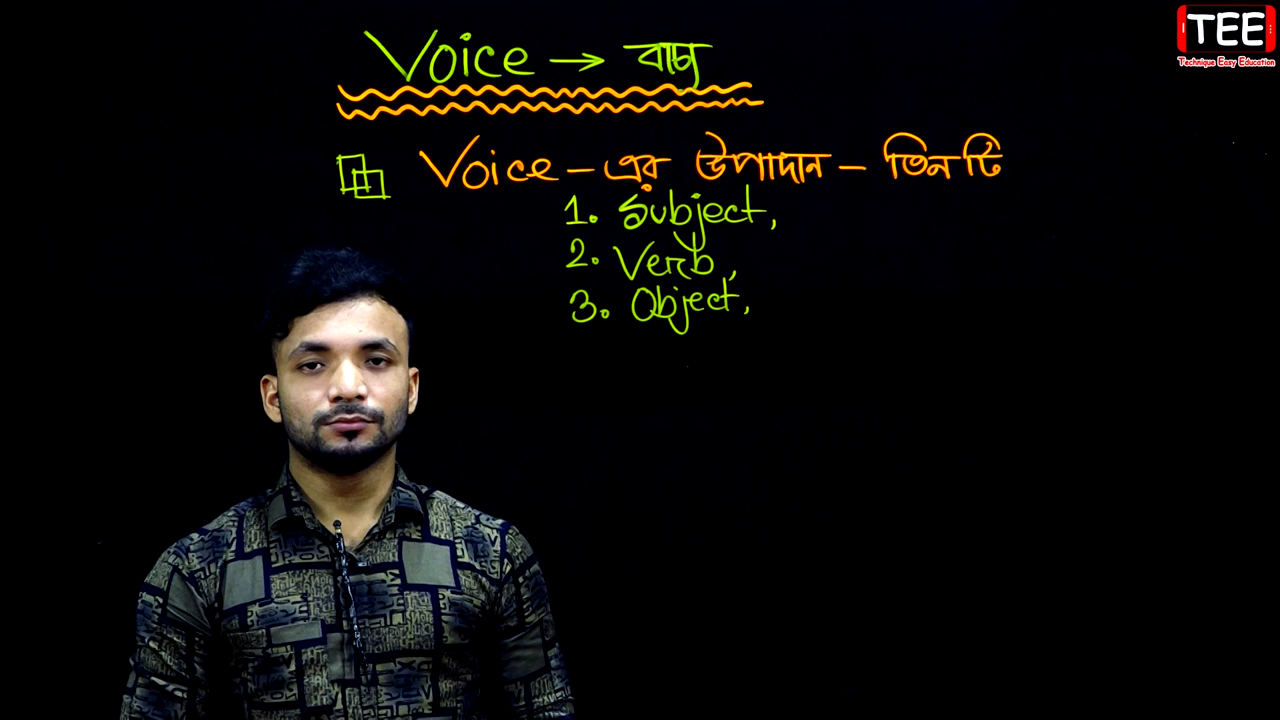 TEE
Technique Easy Education
Voice → বাচ্য
Voice - এর উপাদান - তিনটি
1. Subject,
2. Verb,
3. Object,